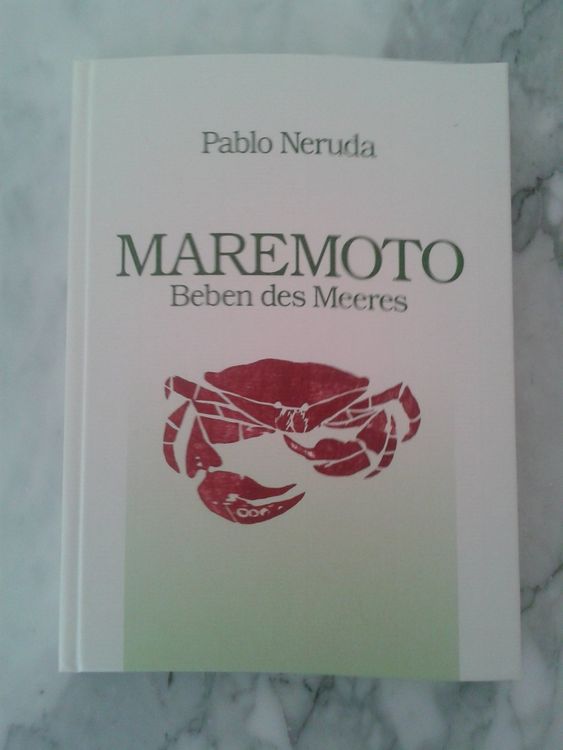 Pablo Neruda
MAREMOTO
Beben des Meeres